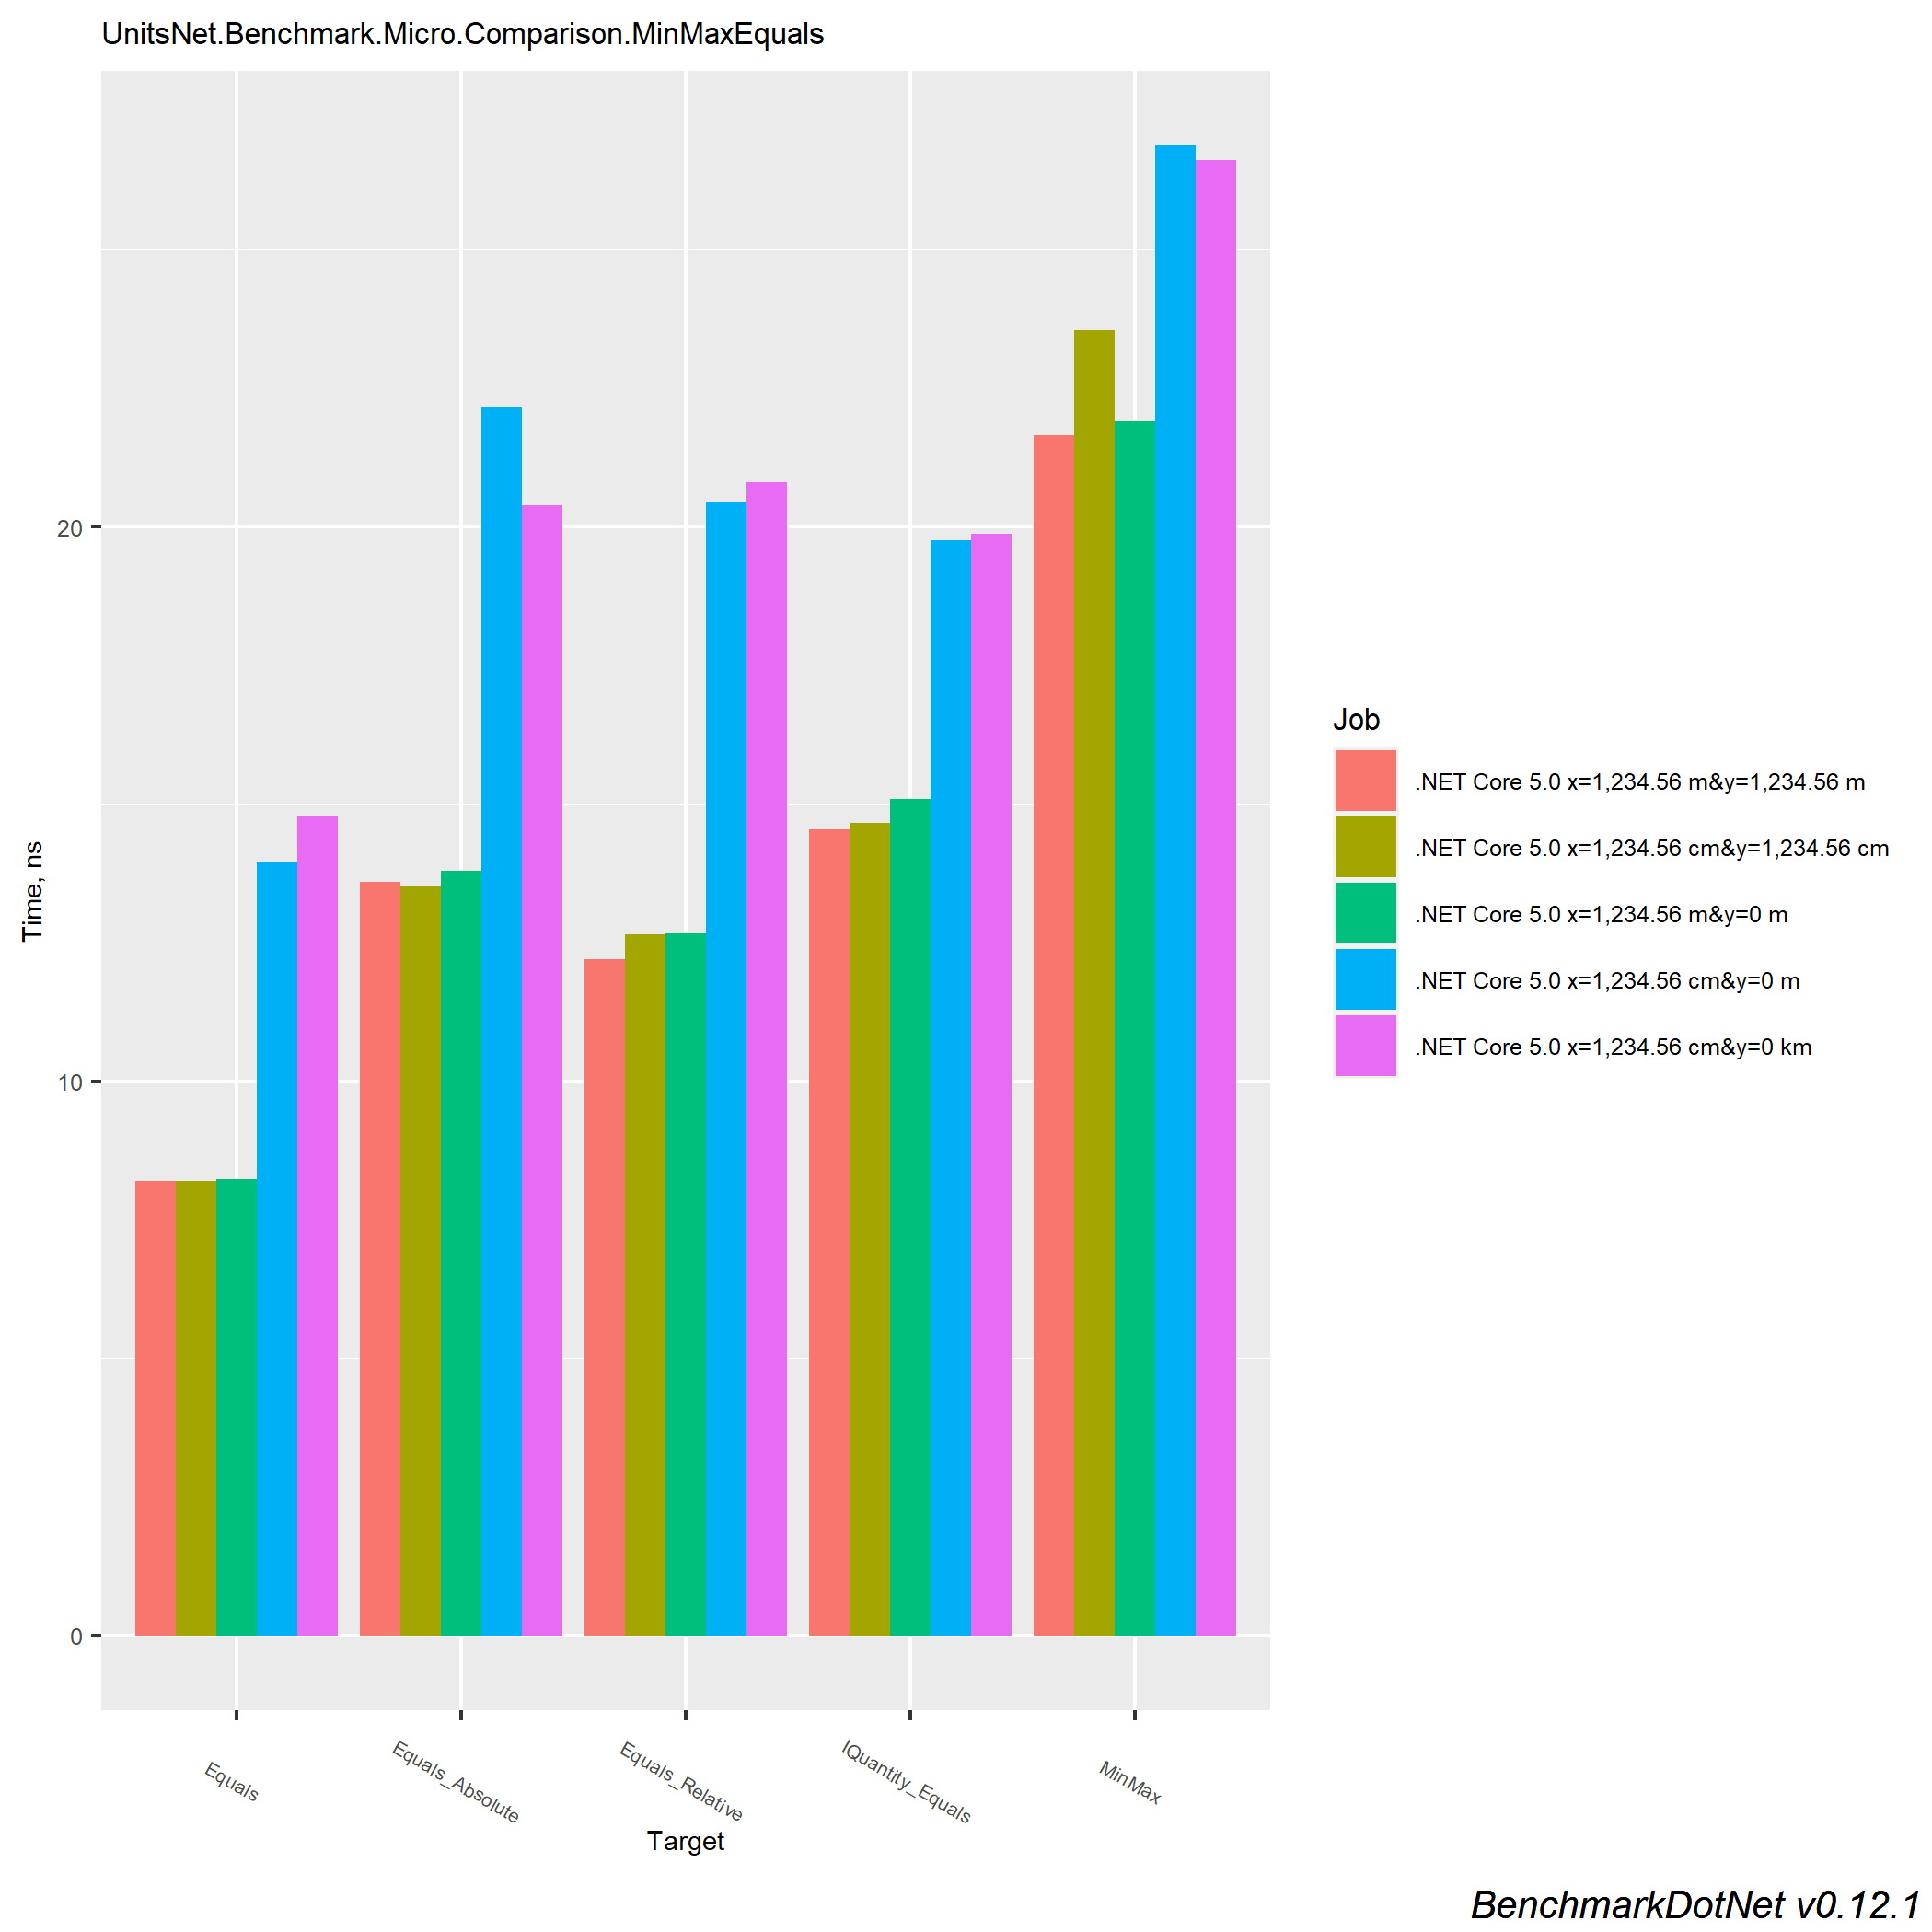 UnitsNet.Benchmark.Micro.Comparison.MinMaxEquals
20
10
0
Time, ns
Equals
Equals_Absolute
Equals_Relative
IQuantity_Equals
MinMax
Target
Job
.NET Core 5.0 x=1,234.56 m&y=1,234.56 m
.NET Core 5.0 x=1,234.56 cm&y=1,234.56 cm
.NET Core 5.0 x=1,234.56 m&y=0 m
.NET Core 5.0 x=1,234.56 cm&y=0 m
.NET Core 5.0 x=1,234.56 cm&y=0 km
BenchmarkDotNet v0.12.1